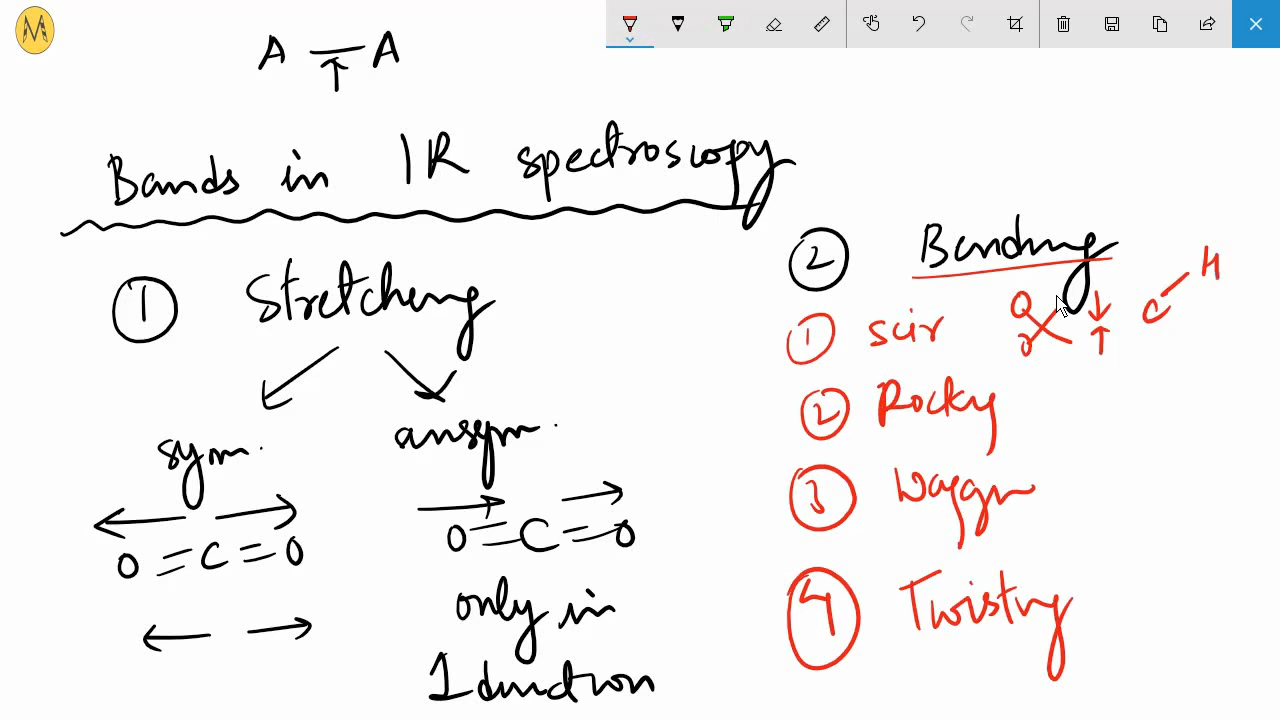 M
A — A
Bands in IR spectroscopy
① Stretching
sym. ansym.
O = C = O
O = C = O
only in
1 direction
② Bending
① scir
C H
② Rocky
③ Waggn
④ Twisting